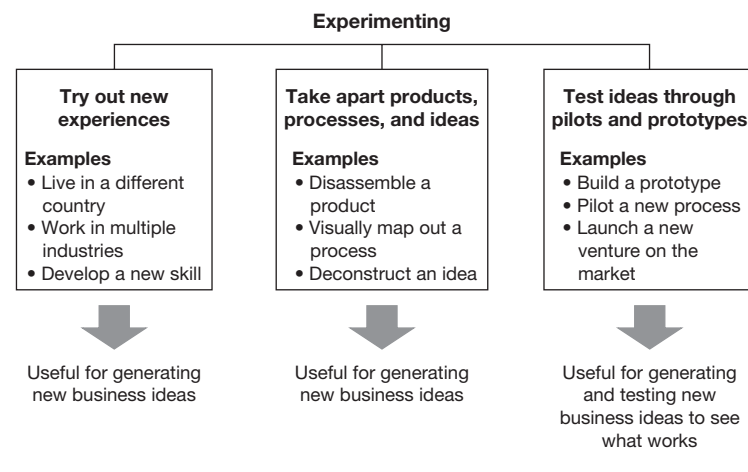 Experimenting
Try out new
experiences
Examples
• Live in a different
country
• Work in multiple
industries
• Develop a new skill
Useful for generating
new business ideas
Take apart products,
processes, and ideas
Examples
• Disassemble a
product
• Visually map out a
process
• Deconstruct an idea
Useful for generating
new business ideas
Test ideas through
pilots and prototypes
Examples
• Build a prototype
• Pilot a new process
• Launch a new
venture on the
market
Useful for generating
and testing new
business ideas to see
what works